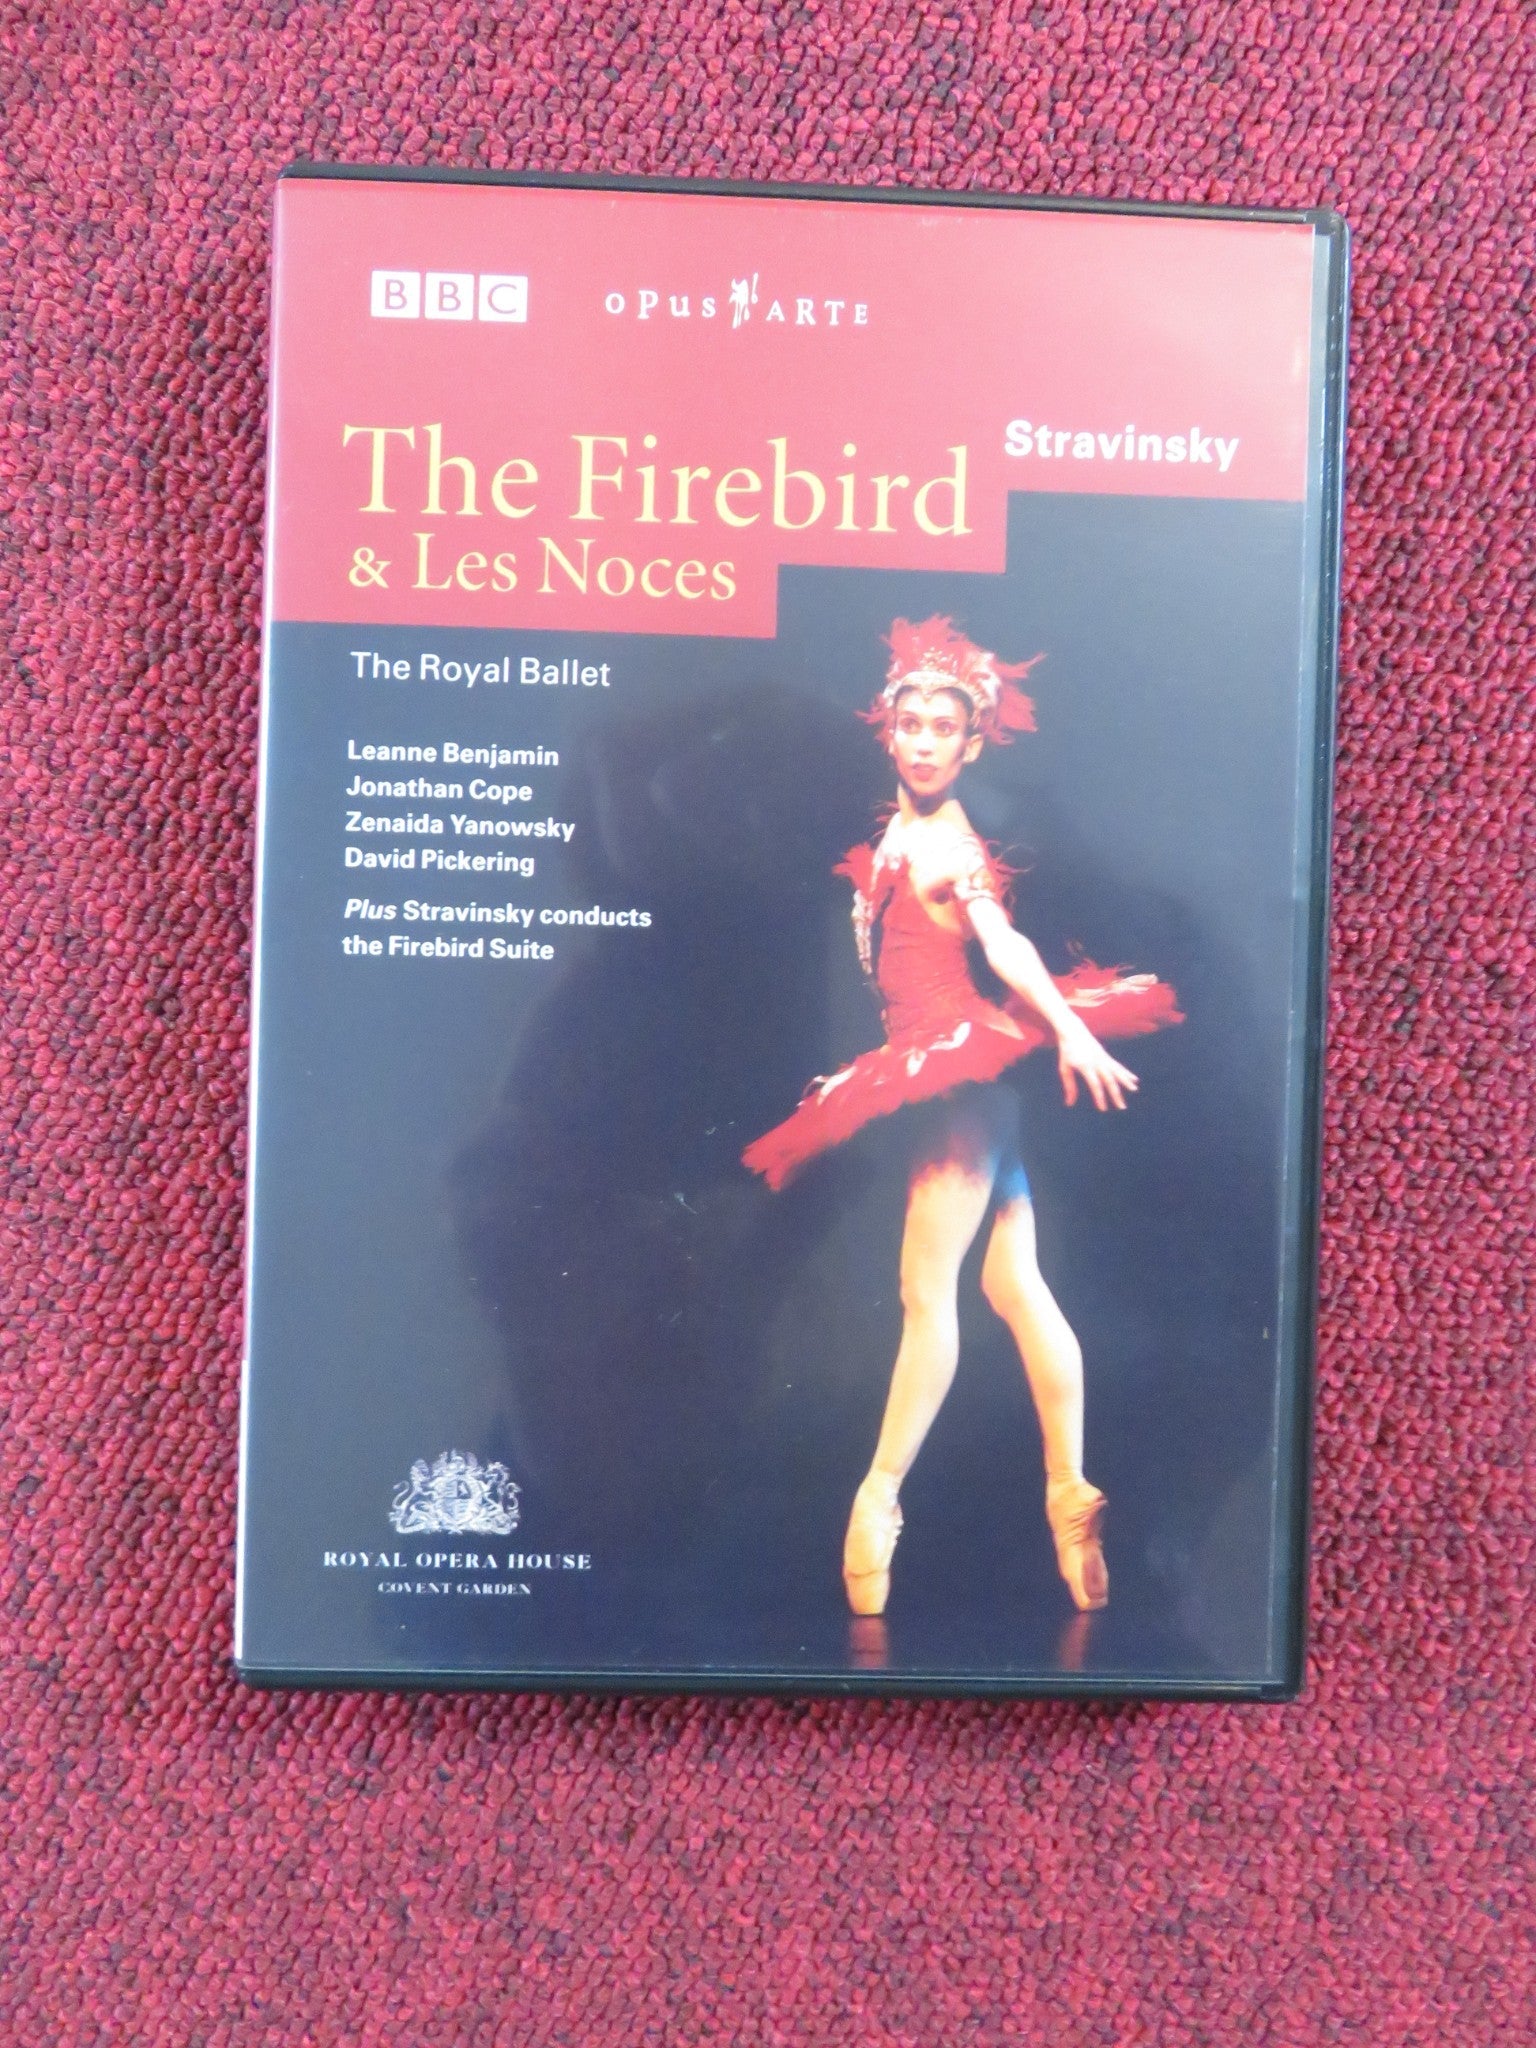 BBC
OPUS ARTE
Stravinsky
The Firebird
& Les Noces
The Royal Ballet
Leanne Benjamin
Jonathan Cope
Zenaida Yanowsky
David Pickering
Plus Stravinsky conducts
the Firebird Suite
ROYAL OPERA HOUSE
COVENT GARDEN